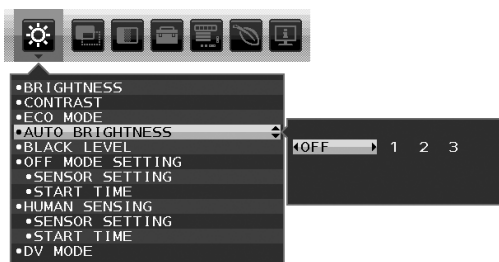 •BRIGHTNESS
•CONTRAST
•ECO MODE
•AUTO BRIGHTNESS
OFF 1 2 3
•BLACK LEVEL
•OFF MODE SETTING
•SENSOR SETTING
•START TIME
•HUMAN SENSING
•SENSOR SETTING
•START TIME
•DV MODE